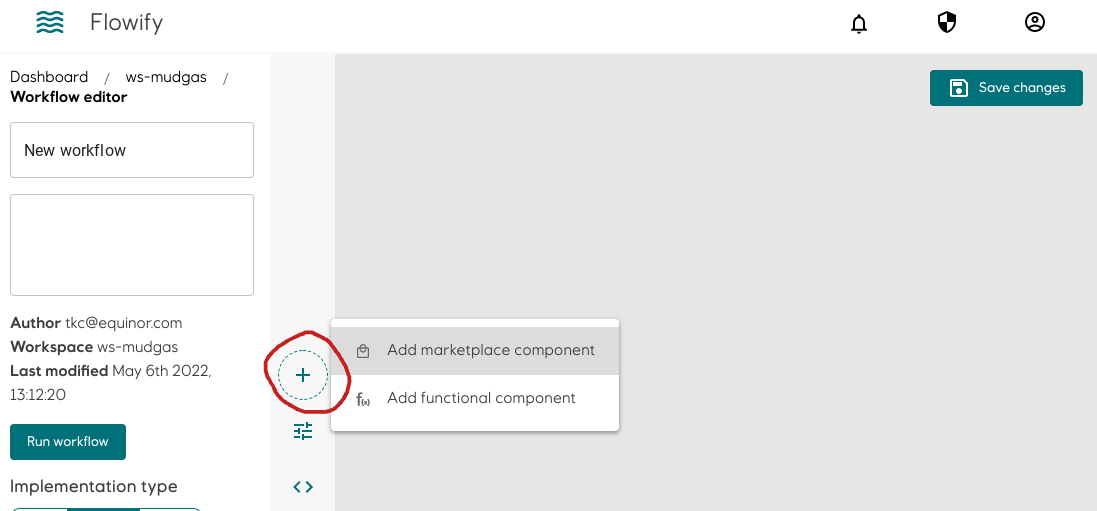 Flowify
Dashboard / ws-mudgas /
Workflow editor
Save changes
New workflow
Author tkc@equinor.com
Workspace ws-mudgas
Last modified May 6th 2022,
13:12:20
Add marketplace component
f(x) Add functional component
Run workflow
Implementation type